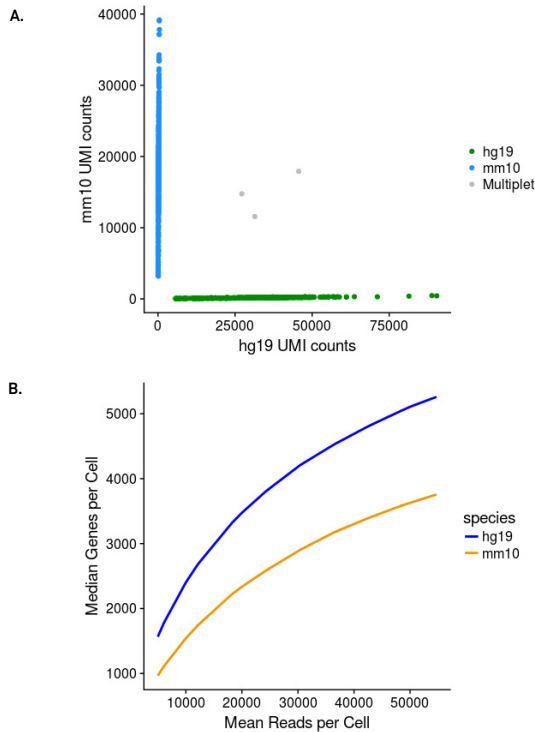 A.
40000
30000
20000
10000
0
mm10 UMI counts
0 25000 50000 75000
hg19 UMI counts
hg19
mm10
Multiplet
B.
5000
4000
3000
2000
1000
Median Genes per Cell
10000 20000 30000 40000 50000
Mean Reads per Cell
species
hg19
mm10